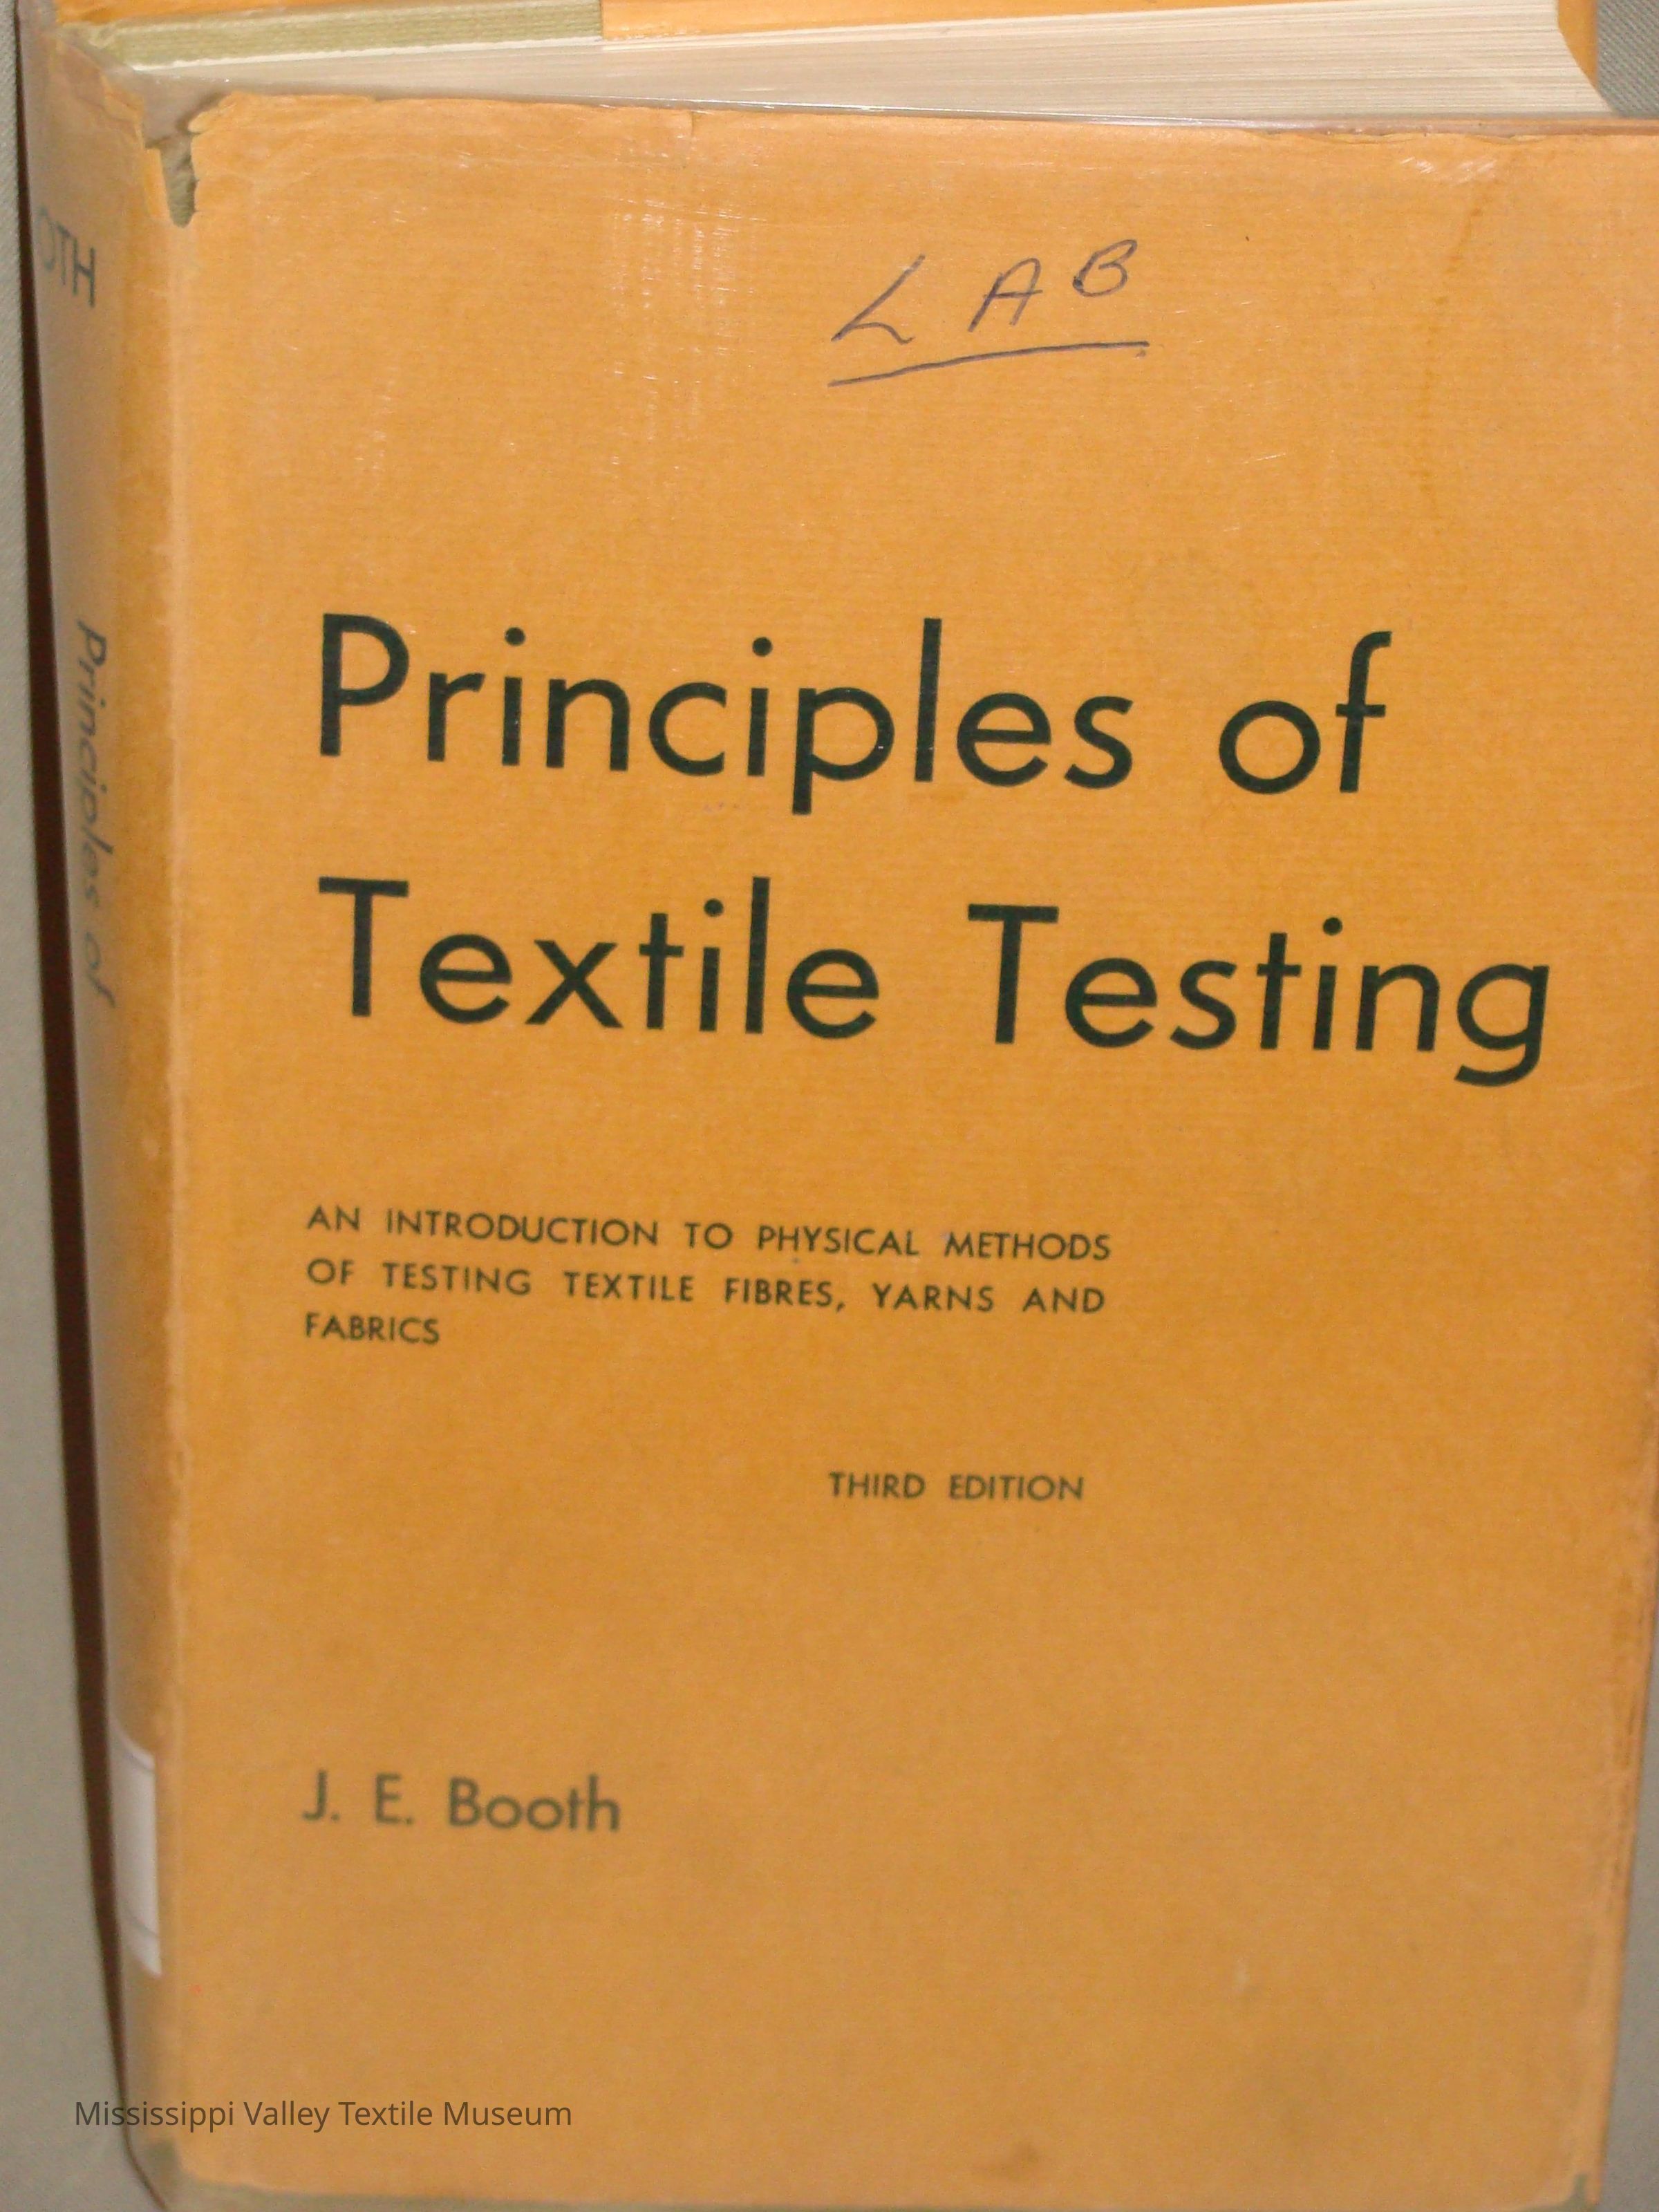 LAB
Principles of
Textile Testing
AN INTRODUCTION TO PHYSICAL METHODS
OF TESTING TEXTILE FIBRES, YARNS AND
FABRICS
THIRD EDITION
J. E. Booth
OTH
Principles of
Mississippi Valley Textile Museum